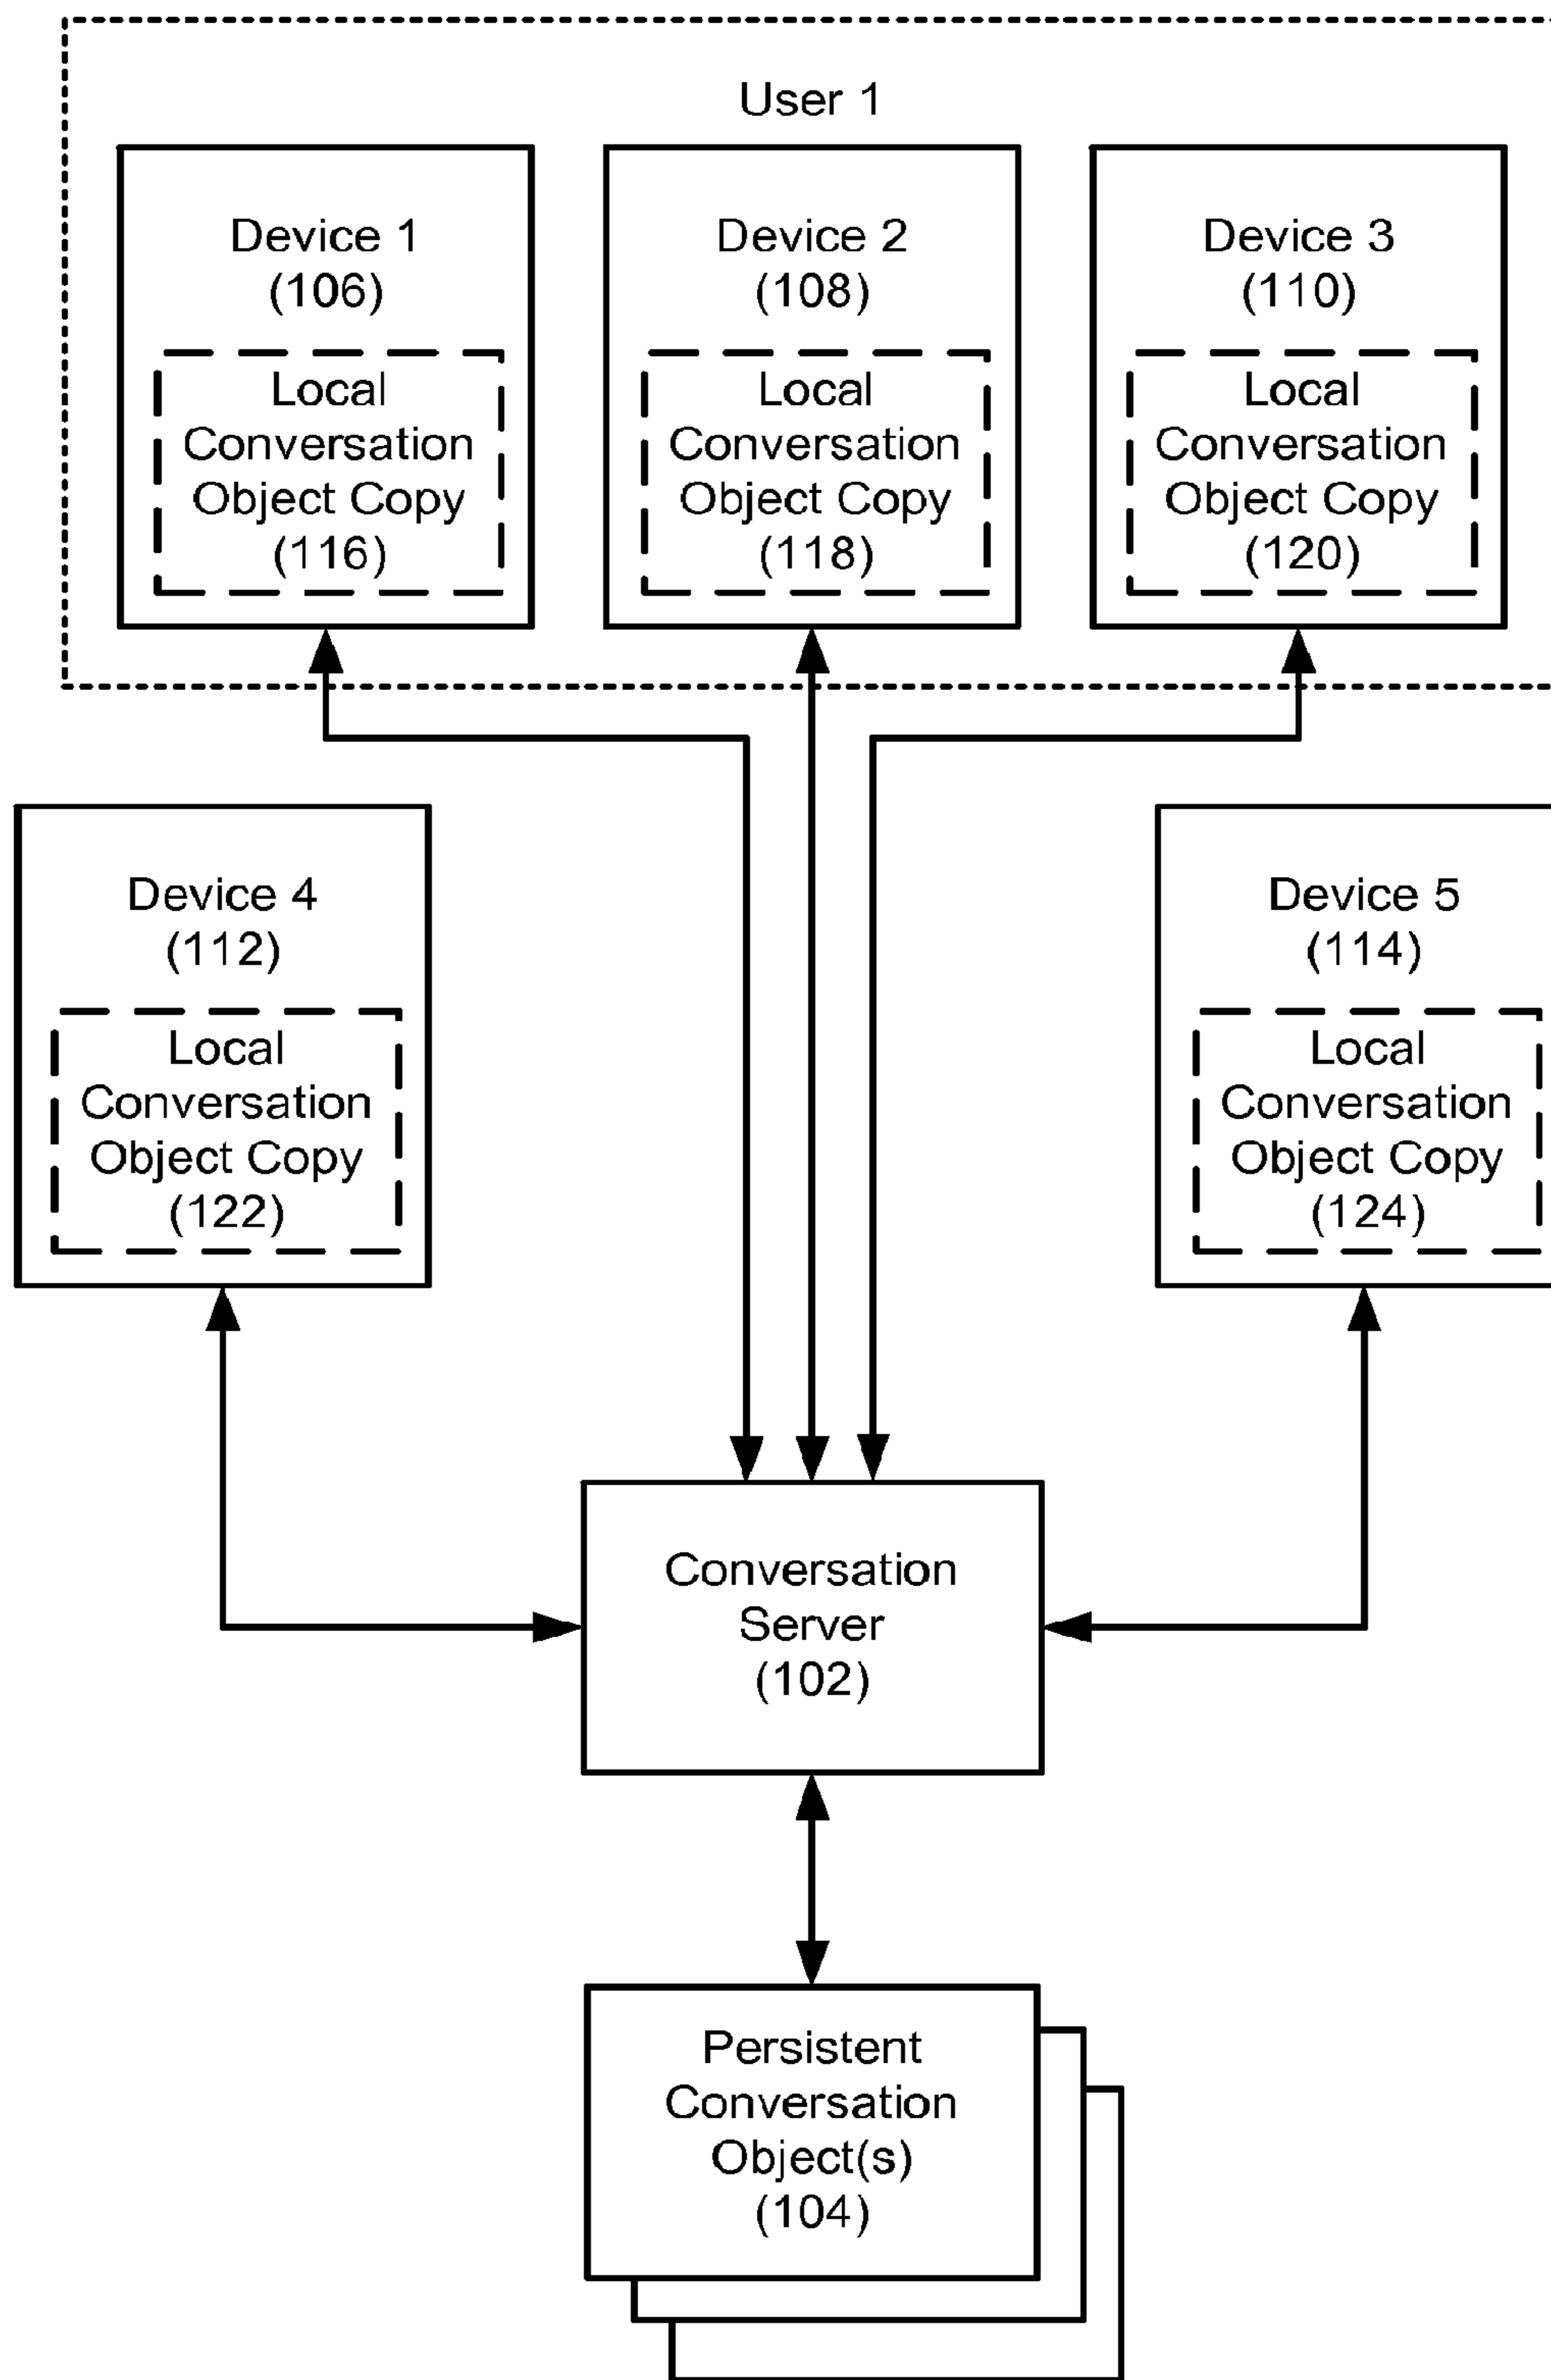 User 1
Device 1
(106)
Local
Conversation
Object Copy
(116)
Device 2
(108)
Local
Conversation
Object Copy
(118)
Device 3
(110)
Local
Conversation
Object Copy
(120)
Device 4
(112)
Local
Conversation
Object Copy
(122)
Device 5
(114)
Local
Conversation
Object Copy
(124)
Conversation
Server
(102)
Persistent
Conversation
Object(s)
(104)